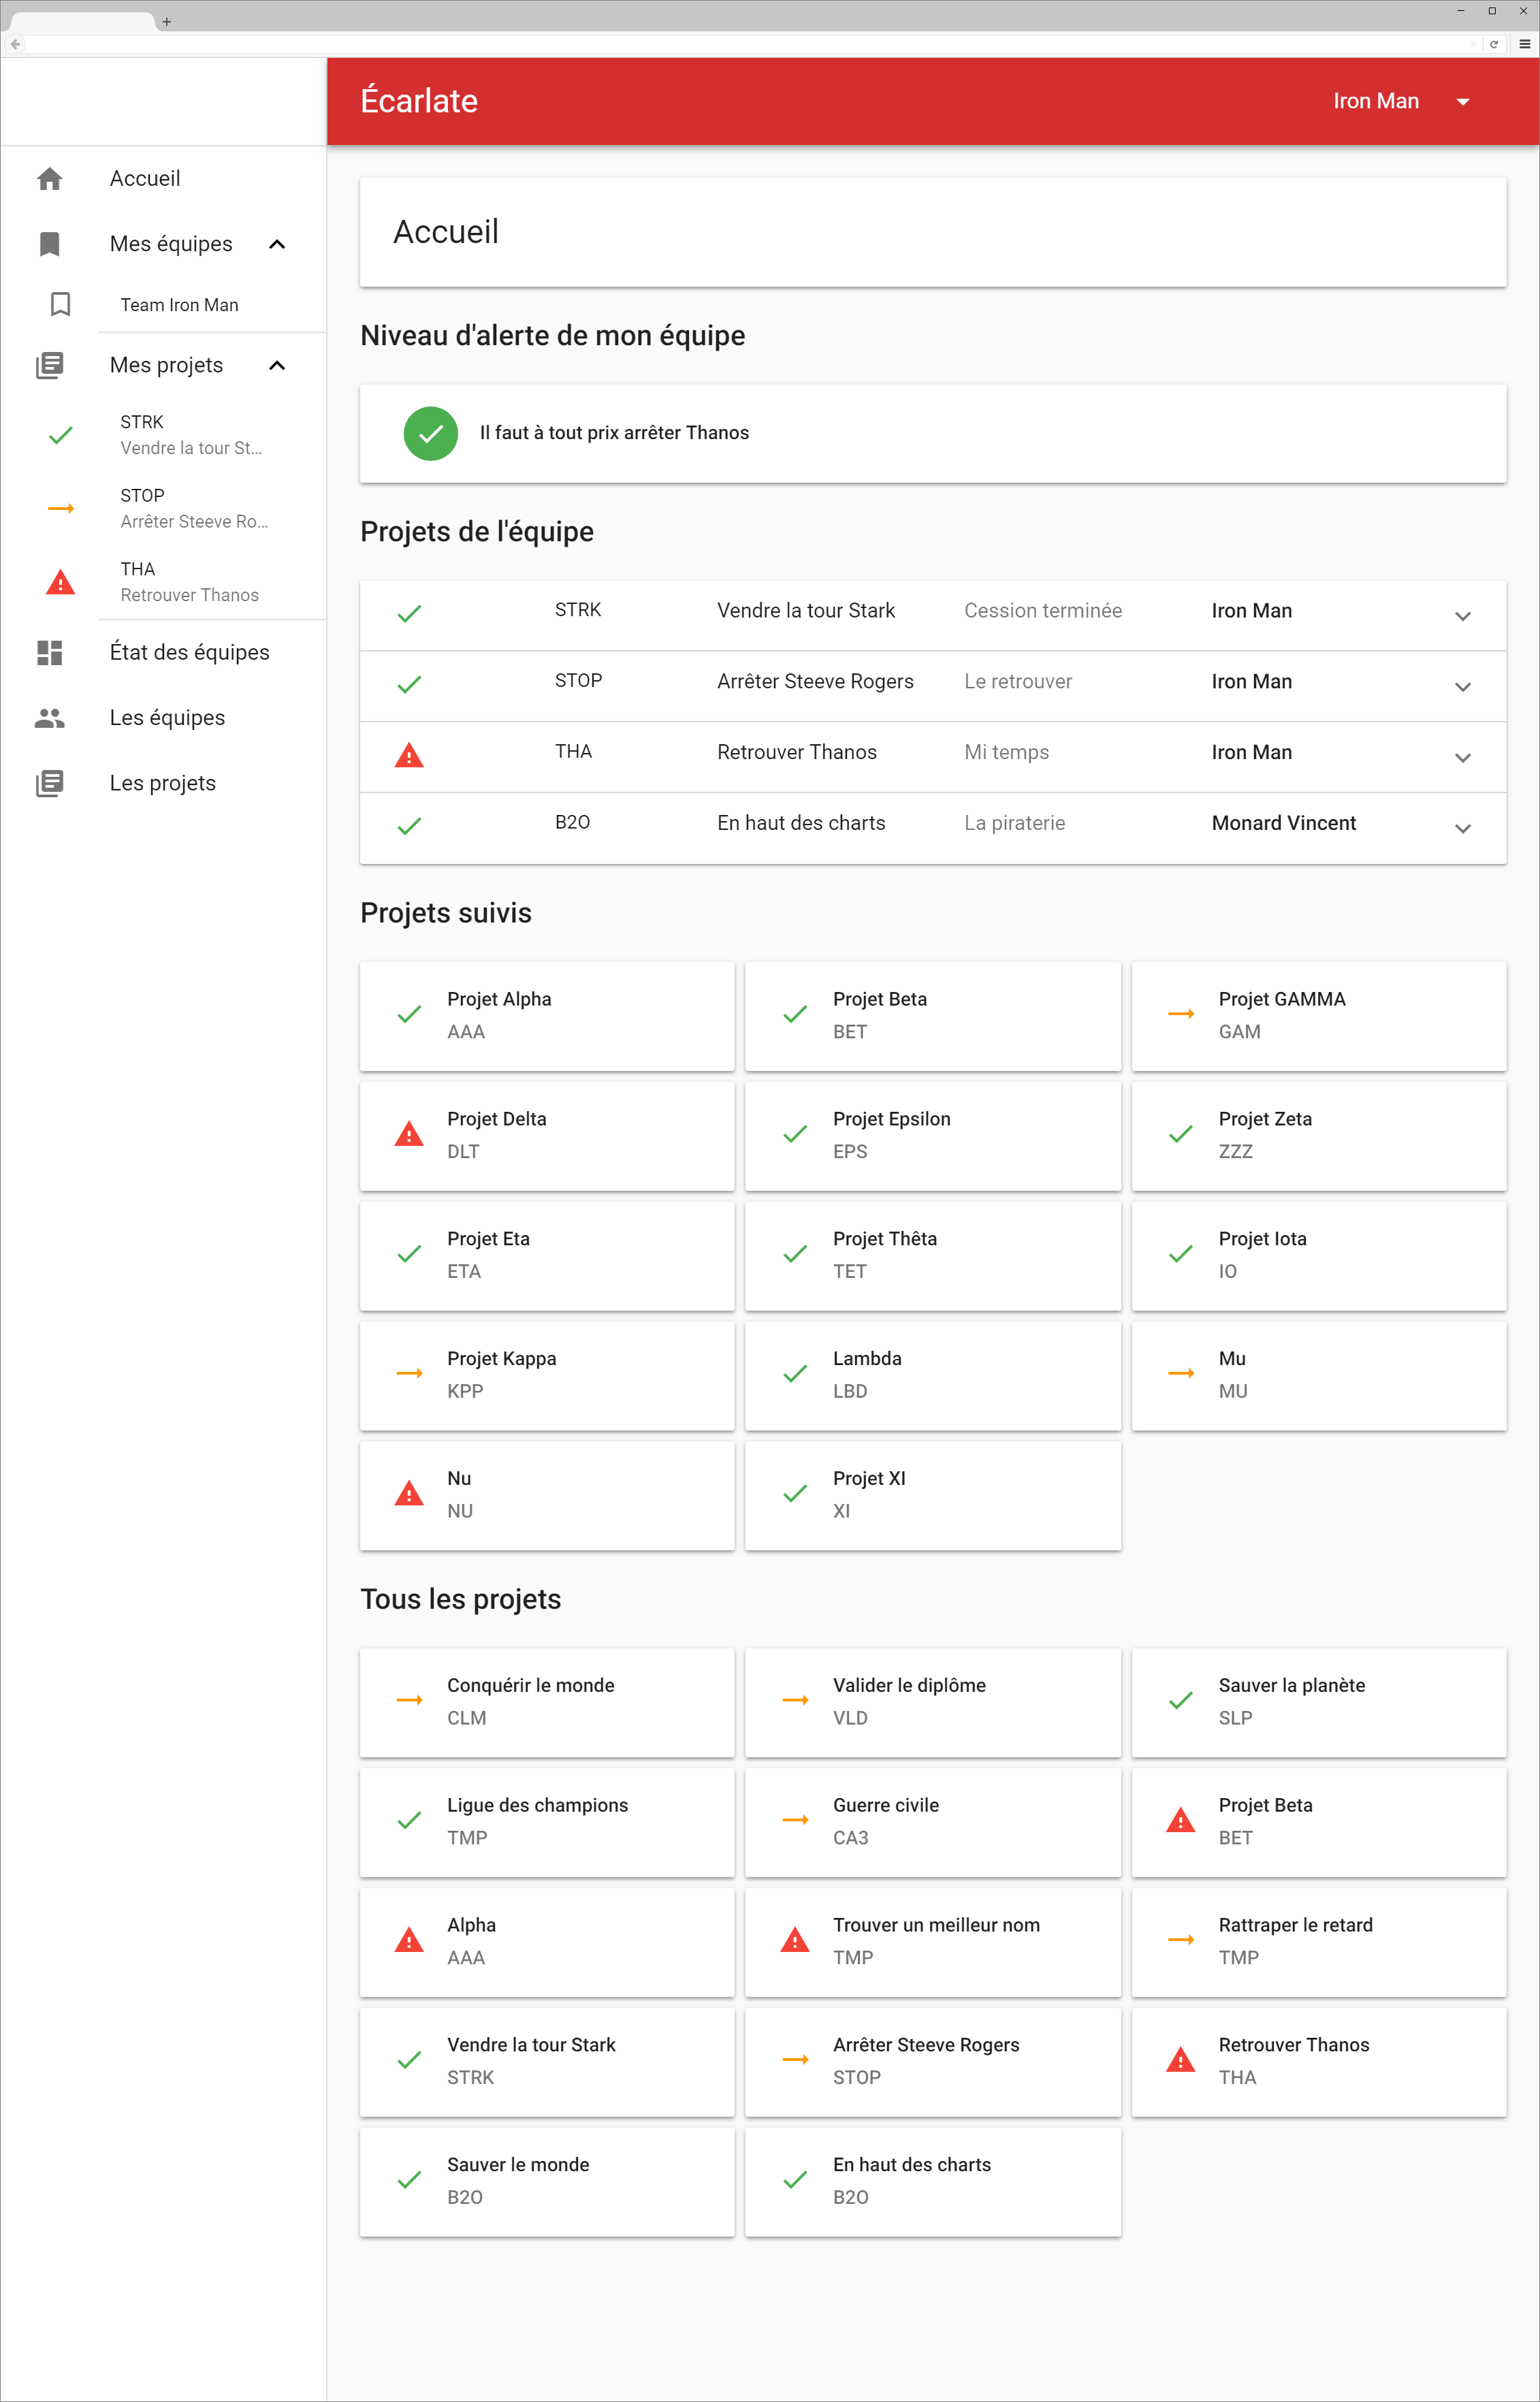 Écarlate
Iron Man
Accueil
Mes équipes
Team Iron Man
Mes projets
STRK
Vendre la tour St...
STOP
Arrêter Steeve Ro...
THA
Retrouver Thanos
État des équipes
Les équipes
Les projets
Accueil
Niveau d'alerte de mon équipe
Il faut à tout prix arrêter Thanos
Projets de l'équipe
STRK Vendre la tour Stark Cession terminée Iron Man
STOP Arrêter Steeve Rogers Le retrouver Iron Man
THA Retrouver Thanos Mi temps Iron Man
B2O En haut des charts La piraterie Monard Vincent
Projets suivis
Projet Alpha
AAA
Projet Beta
BET
Projet GAMMA
GAM
Projet Delta
DLT
Projet Epsilon
EPS
Projet Zeta
ZZZ
Projet Eta
ETA
Projet Thêta
TET
Projet Iota
IO
Projet Kappa
KPP
Lambda
LBD
Mu
MU
Nu
NU
Projet XI
XI
Tous les projets
Conquérir le monde
CLM
Valider le diplôme
VLD
Sauver la planète
SLP
Ligue des champions
TMP
Guerre civile
CA3
Projet Beta
BET
Alpha
AAA
Trouver un meilleur nom
TMP
Rattraper le retard
TMP
Vendre la tour Stark
STRK
Arrêter Steeve Rogers
STOP
Retrouver Thanos
THA
Sauver le monde
B2O
En haut des charts
B2O